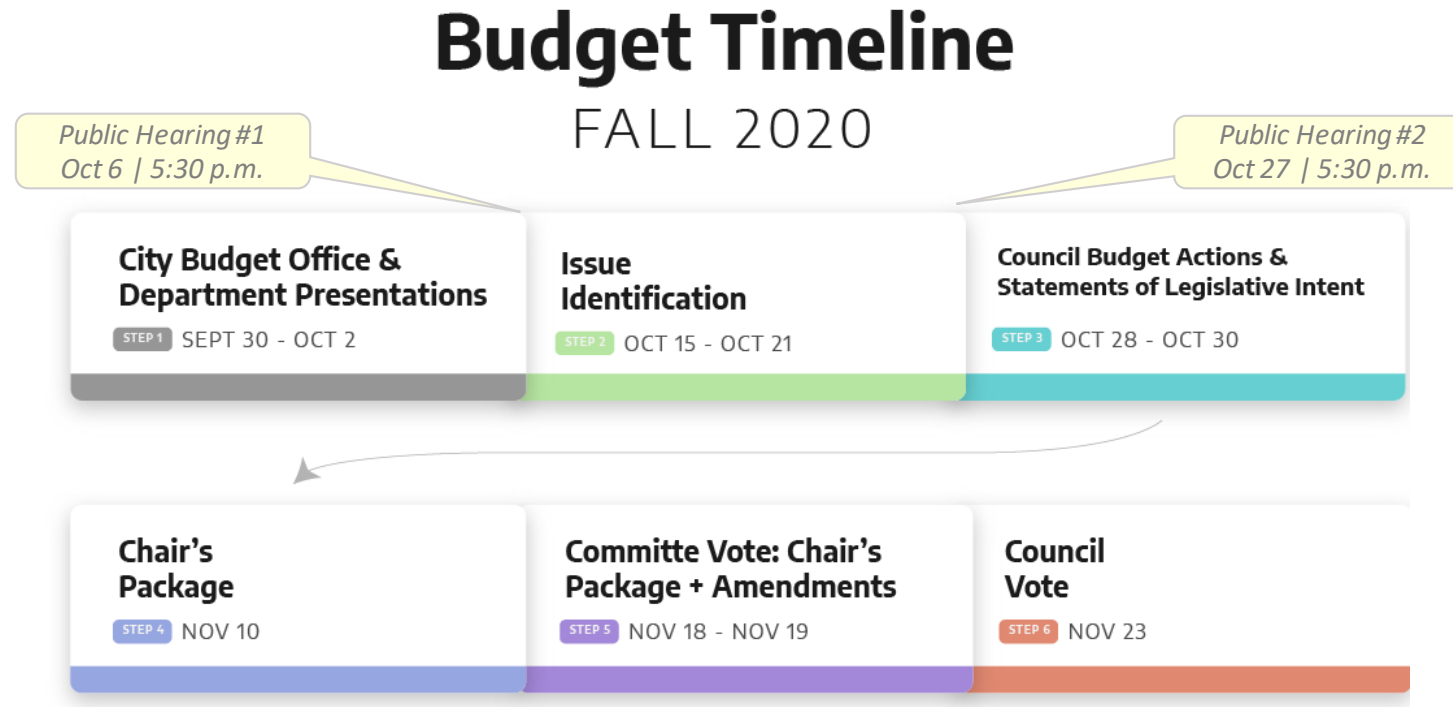 Budget Timeline
FALL 2020
Public Hearing #1
Oct 6 | 5:30 p.m.
Public Hearing #2
Oct 27 | 5:30 p.m.
City Budget Office &
Department Presentations
STEP 1 SEPT 30 - OCT 2
Issue
Identification
STEP 2 OCT 15 - OCT 21
Council Budget Actions &
Statements of Legislative Intent
STEP 3 OCT 28 - OCT 30
Chair's
Package
STEP 4 NOV 10
Committe Vote: Chair's
Package + Amendments
STEP 5 NOV 18 - NOV 19
Council
Vote
STEP 6 NOV 23